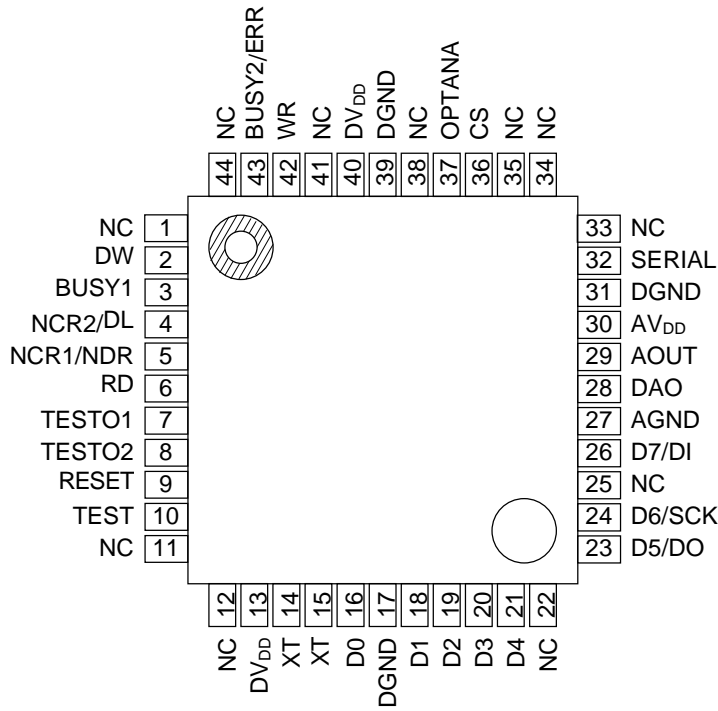 NC
BUSY2/ERR
WR
NC
DVDD
DGND
NC
OPTANA
CS
NC
NC
44
43
42
41
40
39
38
37
36
35
34
NC 1
DW 2
BUSY1 3
NCR2/DL 4
NCR1/NDR 5
RD 6
TESTO1 7
TESTO2 8
RESET 9
TEST 10
NC 11
33 NC
32 SERIAL
31 DGND
30 AVDD
29 AOUT
28 DAO
27 AGND
26 D7/DI
25 NC
24 D6/SCK
23 D5/DO
12
13
14
15
16
17
18
19
20
21
22
NC
DVDD
XT
XT
D0
DGND
D1
D2
D3
D4
NC